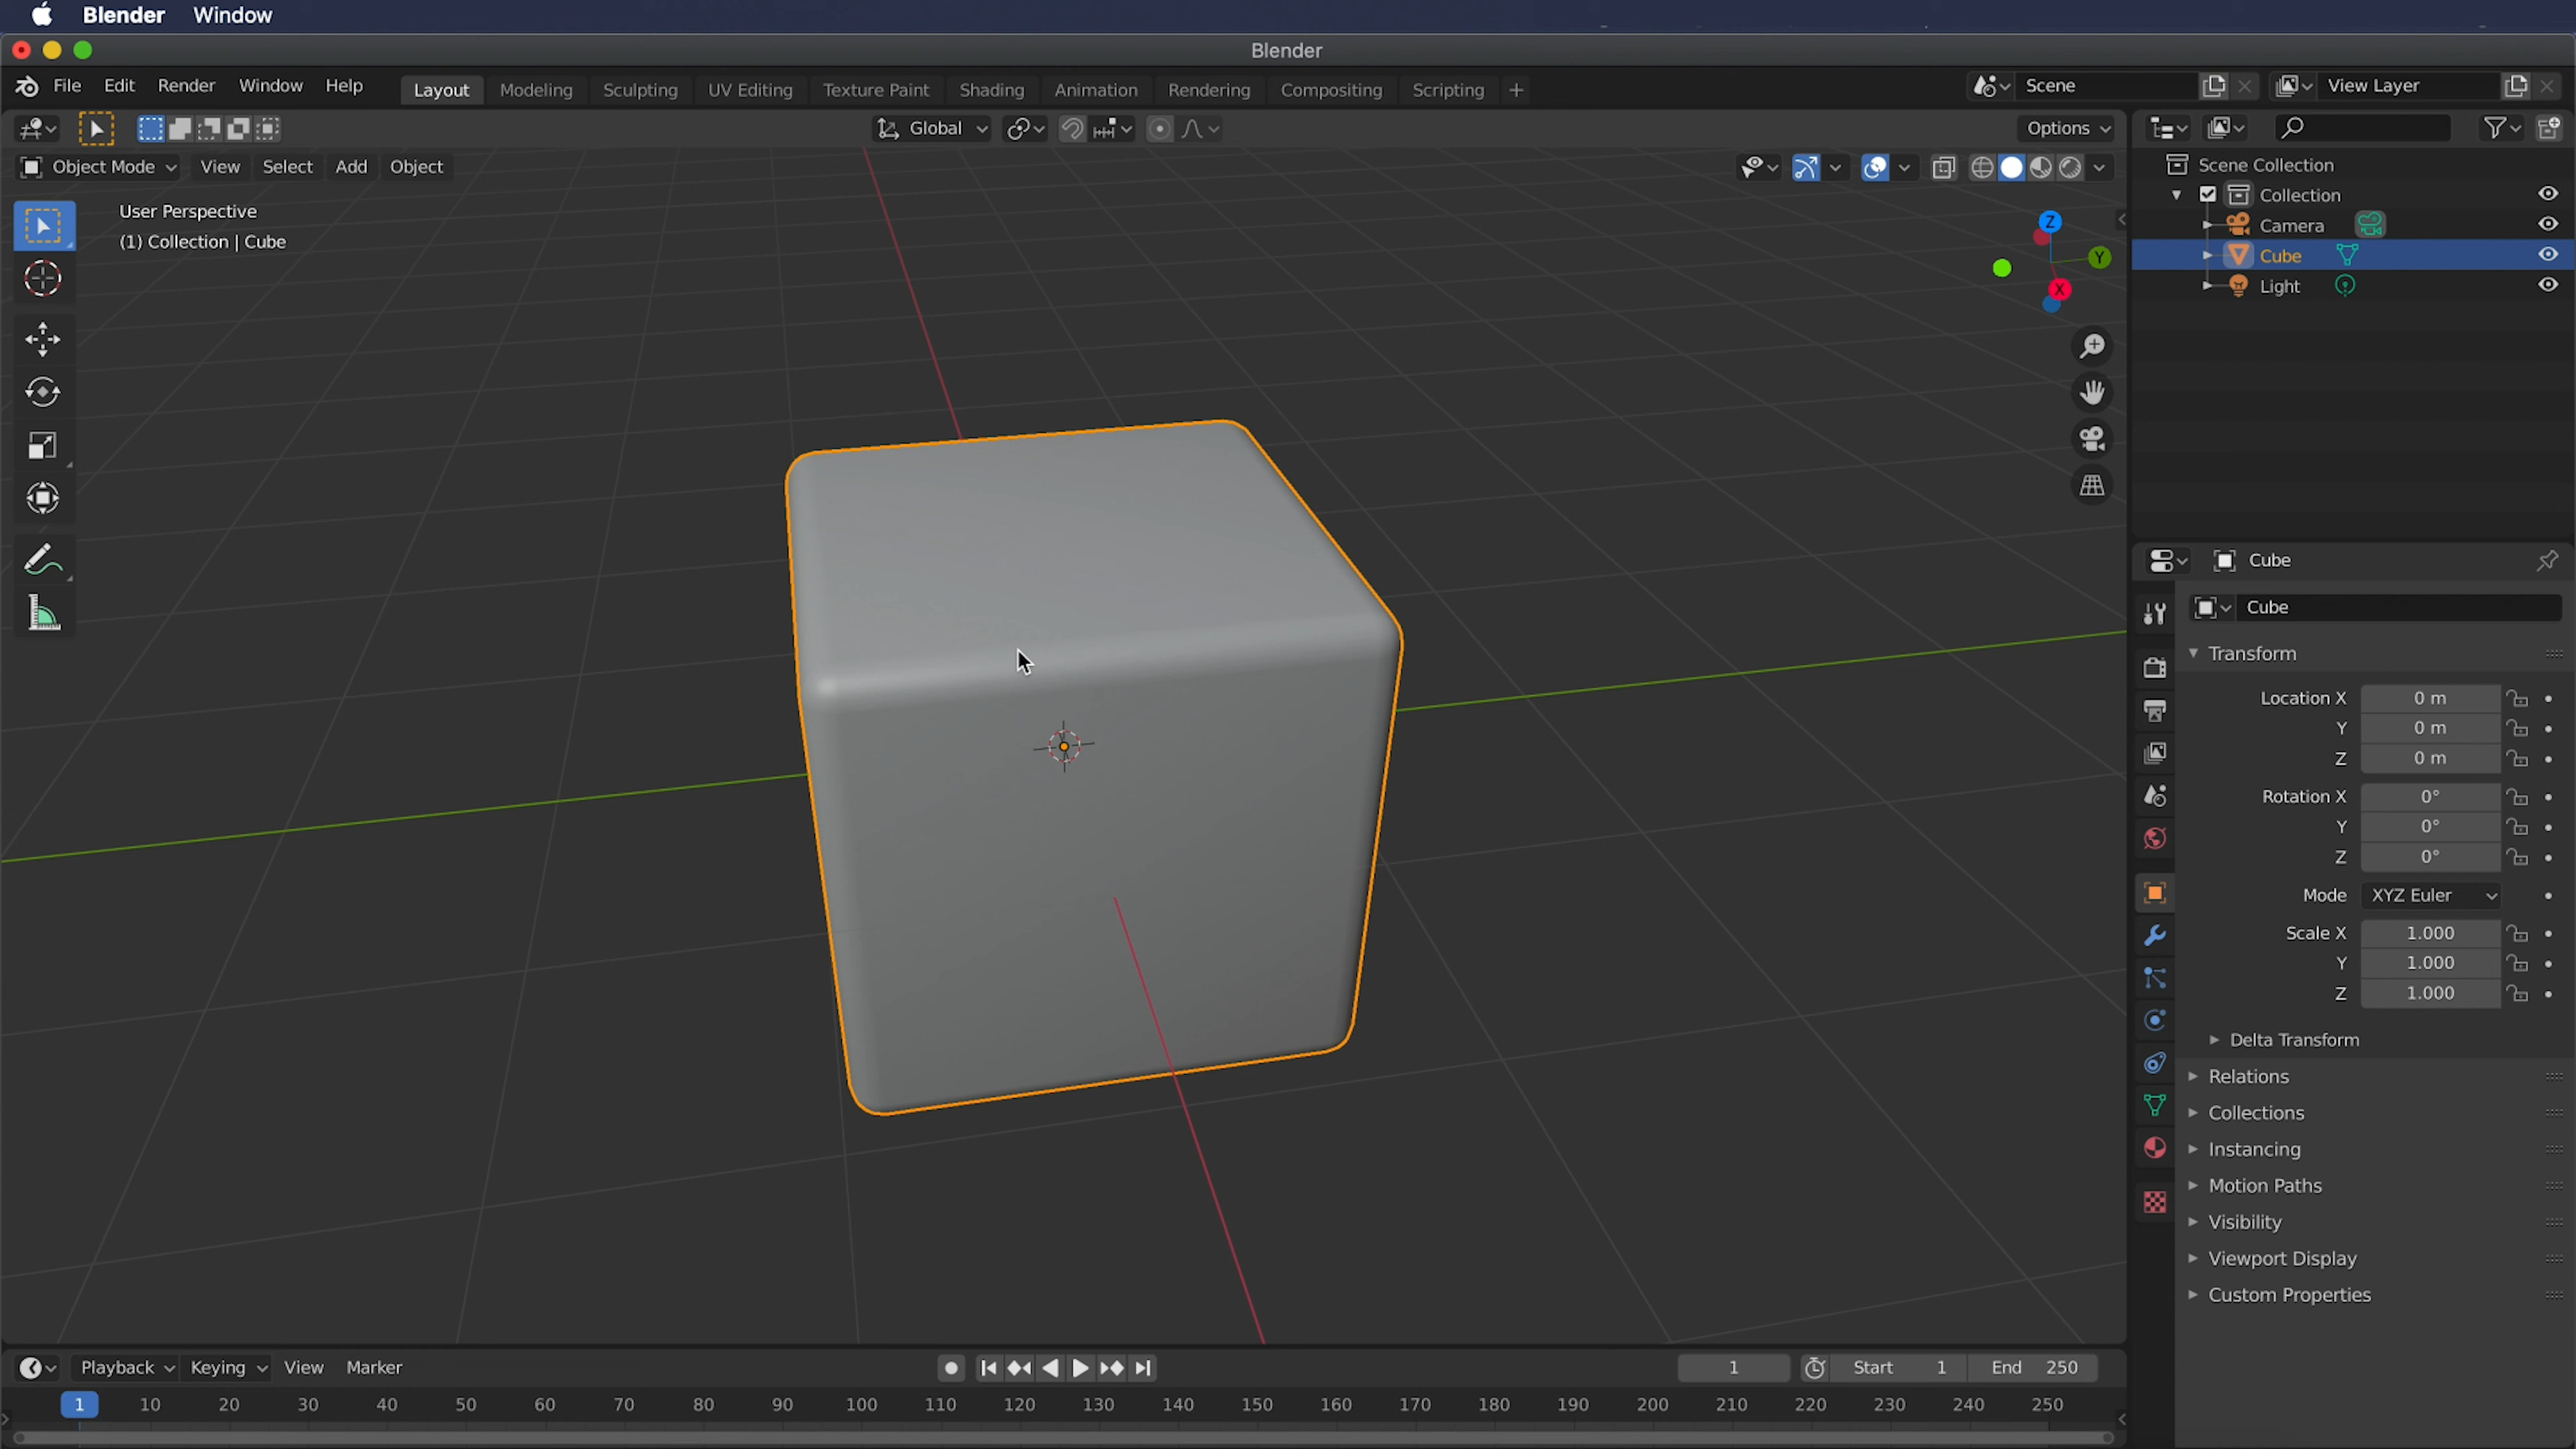 Blender Window
Blender
File Edit Render Window Help Layout Modeling Sculpting UV Editing Texture Paint Shading Animation Rendering Compositing Scripting + Scene View Layer
Global Options
Object Mode View Select Add Object
User Perspective
(1) Collection | Cube
Z
Y
X
Scene Collection
Collection
Camera
Cube
Light
Cube
Cube
Transform
Location X 0 m
Y 0 m
Z 0 m
Rotation X 0°
Y 0°
Z 0°
Mode XYZ Euler
Scale X 1.000
Y 1.000
Z 1.000
Delta Transform
Relations
Collections
Instancing
Motion Paths
Visibility
Viewport Display
Custom Properties
Playback Keying View Marker 1 Start 1 End 250
1 10 20 30 40 50 60 70 80 90 100 110 120 130 140 150 160 170 180 190 200 210 220 230 240 250